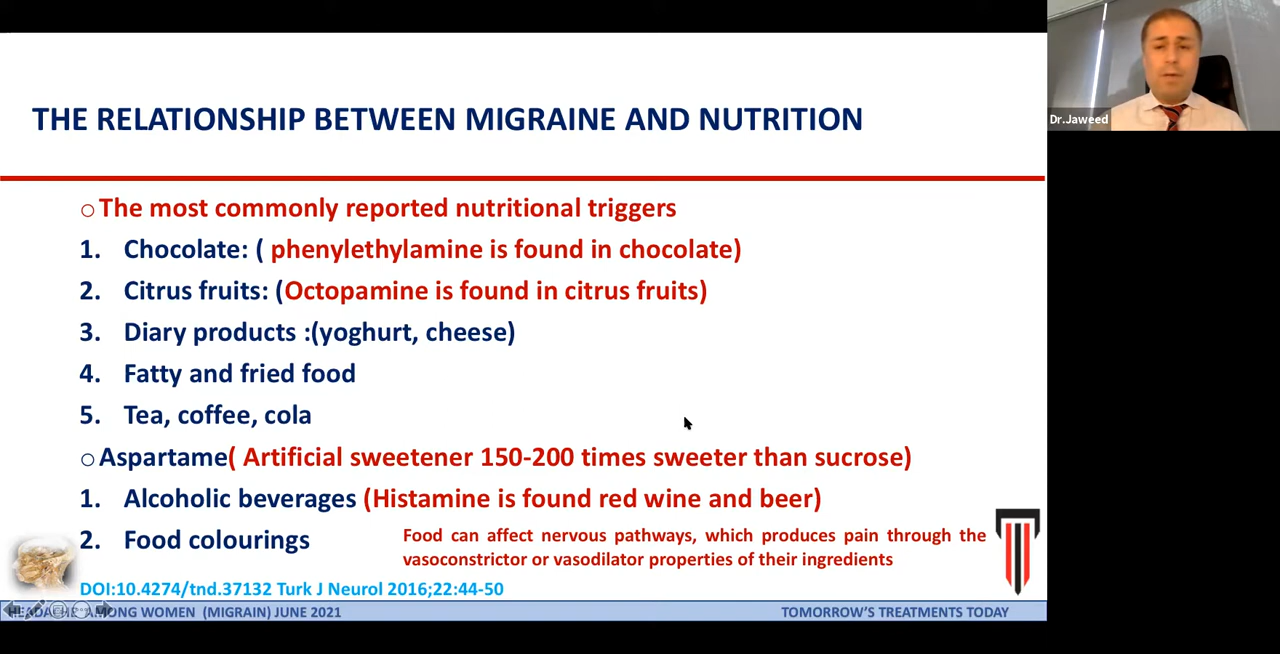 THE RELATIONSHIP BETWEEN MIGRAINE AND NUTRITION
Dr.Jaweed
○ The most commonly reported nutritional triggers
1. Chocolate: ( phenylethylamine is found in chocolate)
2. Citrus fruits: (Octopamine is found in citrus fruits)
3. Diary products :(yoghurt, cheese)
4. Fatty and fried food
5. Tea, coffee, cola
○ Aspartame( Artificial sweetener 150-200 times sweeter than sucrose)
1. Alcoholic beverages (Histamine is found red wine and beer)
2. Food colourings
Food can affect nervous pathways, which produces pain through the
vasoconstrictor or vasodilator properties of their ingredients
DOI:10.4274/tnd.37132 Turk J Neurol 2016;22:44-50
HEADACHE AMONG WOMEN (MIGRAIN) JUNE 2021
TOMORROW'S TREATMENTS TODAY